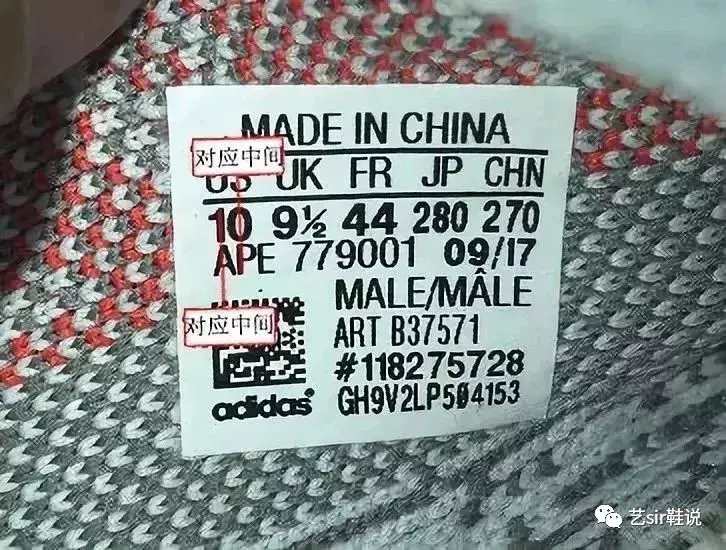 MADE IN CHINA
对应中间
US UK FR JP CHN
10 9½ 44 280 270
APE 779001 09/17
MALE/MÂLE
对应中间
ART B37571
#118275728
adidas® GH9V2LP504153
艺sir鞋说